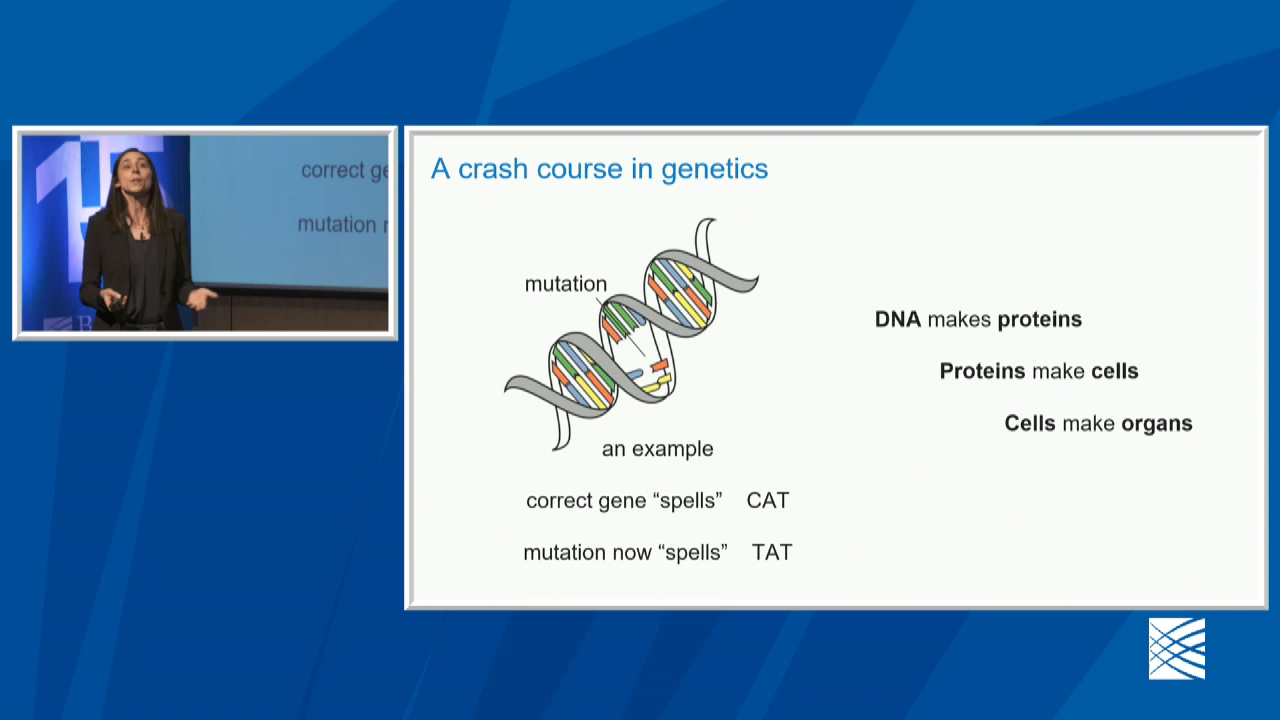 15
correct ge
mutation
A crash course in genetics
mutation
an example
correct gene “spells” CAT
mutation now “spells” TAT
DNA makes proteins
Proteins make cells
Cells make organs